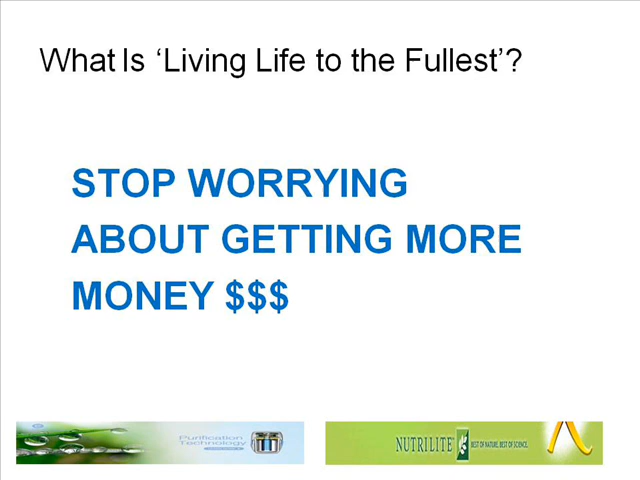 What Is ‘Living Life to the Fullest’?
STOP WORRYING
ABOUT GETTING MORE
MONEY $$$
Purification
Technology
NUTRILITE BEST OF NATURE. BEST OF SCIENCE.